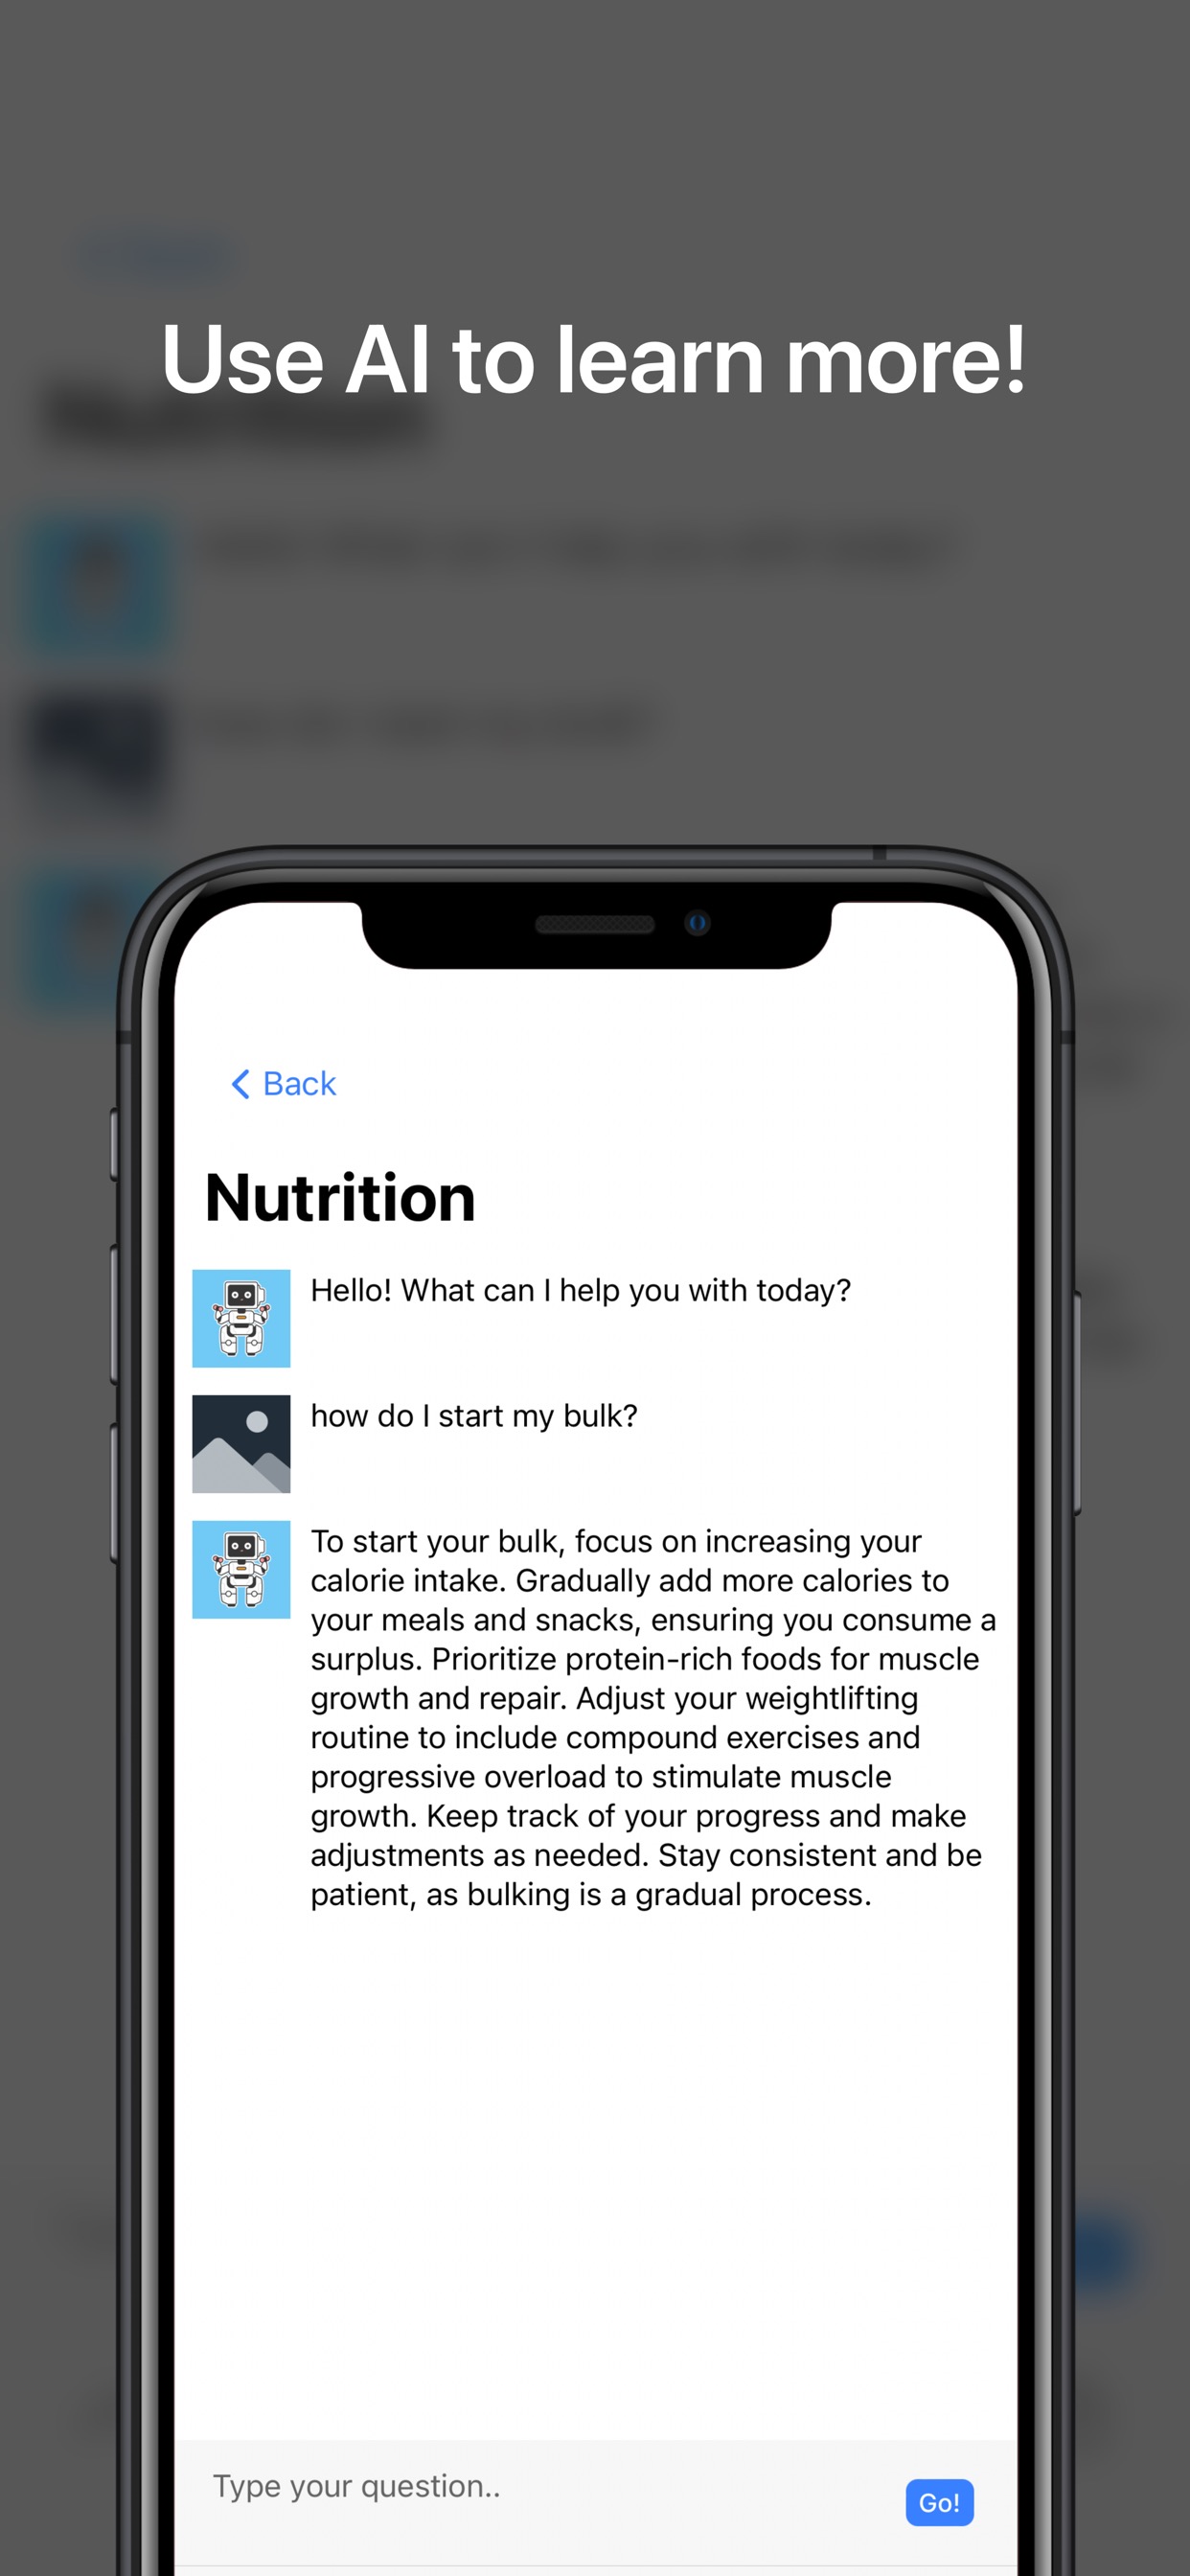 Use AI to learn more!
Back
Nutrition
Hello! What can I help you with today?
how do I start my bulk?
To start your bulk, focus on increasing your
calorie intake. Gradually add more calories to
your meals and snacks, ensuring you consume a
surplus. Prioritize protein-rich foods for muscle
growth and repair. Adjust your weightlifting
routine to include compound exercises and
progressive overload to stimulate muscle
growth. Keep track of your progress and make
adjustments as needed. Stay consistent and be
patient, as bulking is a gradual process.
Type your question..
Go!